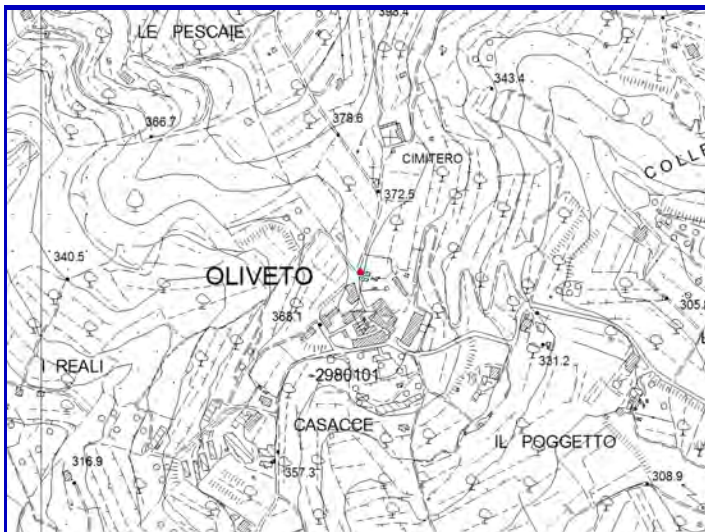 398.4
LE PESCAIE
343.4
378.6
366.7
CIMITERO
COLLE
372.5
340.5
OLIVETO
305.8
368.1
331.2
I REALI
-2980101
CASACCE
IL POGGETTO
357.3
316.9
308.9